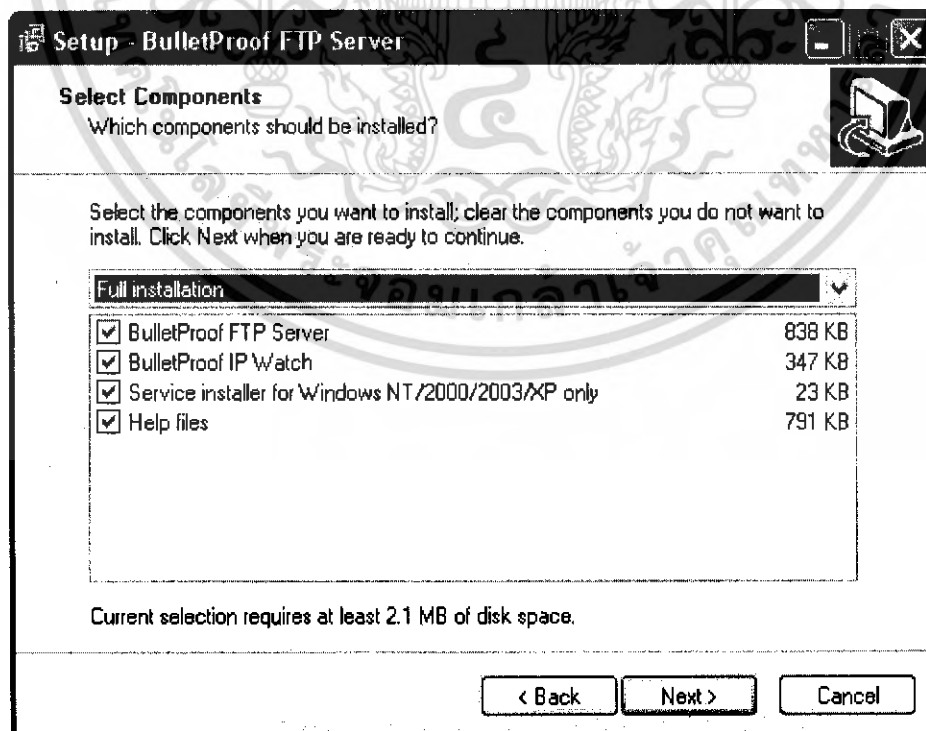 Setup - BulletProof FTP Server
Select Components
Which components should be installed?
Select the components you want to install; clear the components you do not want to
install. Click Next when you are ready to continue.
Full installation
BulletProof FTP Server 838 KB
BulletProof IP Watch 347 KB
Service installer for Windows NT/2000/2003/XP only 23 KB
Help files 791 KB
Current selection requires at least 2.1 MB of disk space.
< Back Next > Cancel